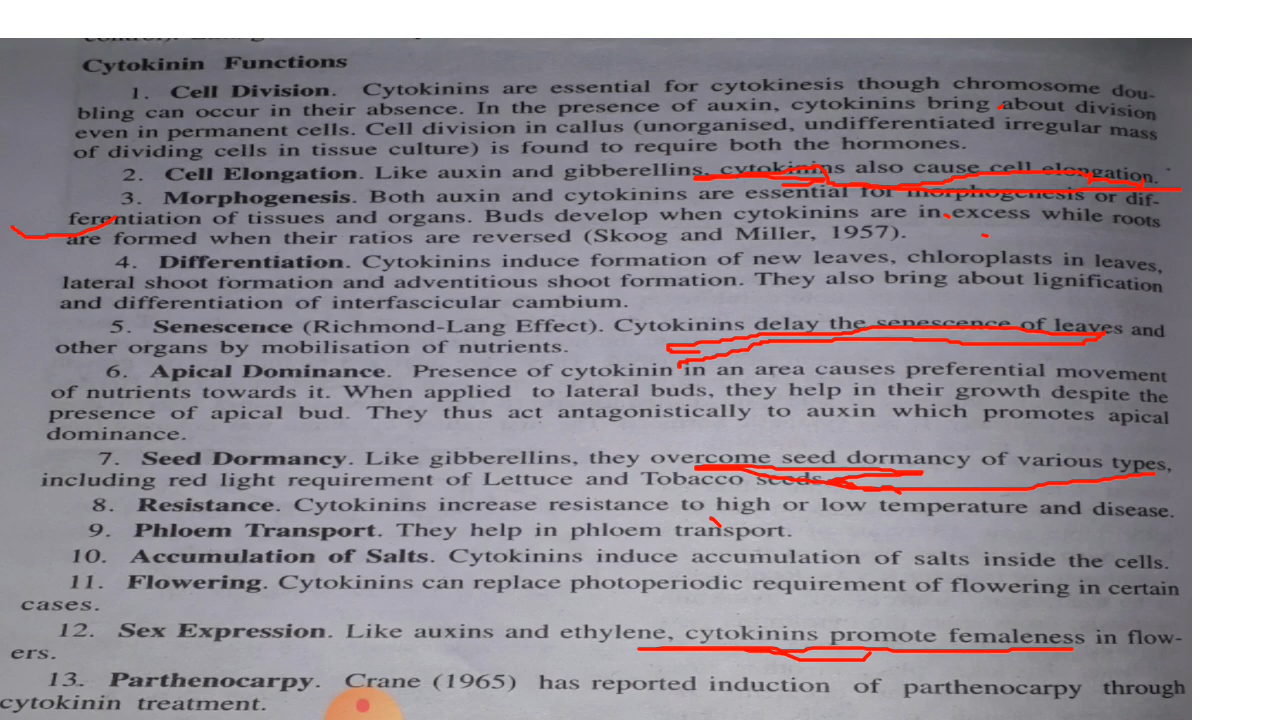 Cytokinin Functions
1. Cell Division. Cytokinins are essential for cytokinesis though chromosome dou-
bling can occur in their absence. In the presence of auxin, cytokinins bring about division
even in permanent cells. Cell division in callus (unorganised, undifferentiated irregular mass
of dividing cells in tissue culture) is found to require both the hormones.
2. Cell Elongation. Like auxin and gibberellins, cytokinins also cause cell elongation.
3. Morphogenesis. Both auxin and cytokinins are essential for morphogenesis or dif-
ferentiation of tissues and organs. Buds develop when cytokinins are in excess while roots
are formed when their ratios are reversed (Skoog and Miller, 1957).
4. Differentiation. Cytokinins induce formation of new leaves, chloroplasts in leaves,
lateral shoot formation and adventitious shoot formation. They also bring about lignification
and differentiation of interfascicular cambium.
5. Senescence (Richmond-Lang Effect). Cytokinins delay the senescence of leaves and
other organs by mobilisation of nutrients.
6. Apical Dominance. Presence of cytokinin in an area causes preferential movement
of nutrients towards it. When applied to lateral buds, they help in their growth despite the
presence of apical bud. They thus act antagonistically to auxin which promotes apical
dominance.
7. Seed Dormancy. Like gibberellins, they overcome seed dormancy of various types,
including red light requirement of Lettuce and Tobacco seeds.
8. Resistance. Cytokinins increase resistance to high or low temperature and disease.
9. Phloem Transport. They help in phloem transport.
10. Accumulation of Salts. Cytokinins induce accumulation of salts inside the cells.
11. Flowering. Cytokinins can replace photoperiodic requirement of flowering in certain
cases.
12. Sex Expression. Like auxins and ethylene, cytokinins promote femaleness in flow-
ers.
13. Parthenocarpy. Crane (1965) has reported induction of parthenocarpy through
cytokinin treatment.